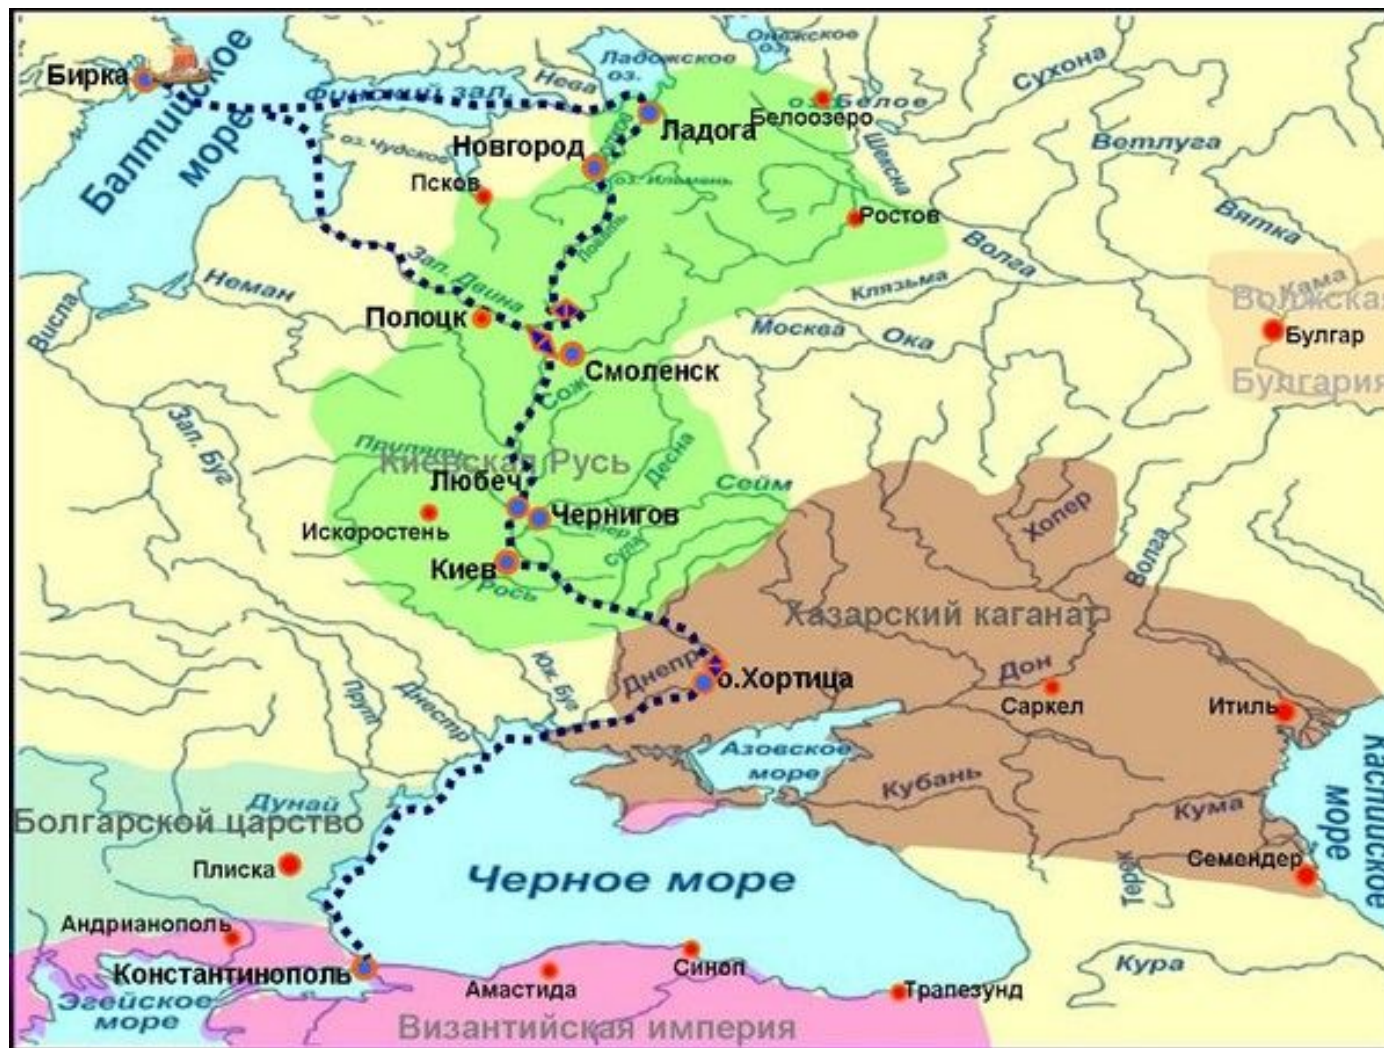 Онежское
оз.
Ладожское
оз.
Сухона
Бирка
Нева
Финский зал.
оз. Белое
Белоозеро
Ладога
Балтийское
море
оз. Чудское
Новгород
Шексна
Ветлуга
Псков
оз. Ильмень
Ростов
Вятка
Ловать
Волга
Зап. Двина
Неман
Клязьма
Кама
Волжская
Висла
Полоцк
Москва
Ока
Булгар
Смоленск
Булгария
Сож
Зап. Буг
Припять
Киевская Русь
Десна
Любеч
Сейм
Искоростень
Чернигов
Хопер
Сула
Волга
Киев
Рось
Хазарский каганат
Днепр
о.Хортица
Дон
Юж. Буг
Прут
Днестр
Саркел
Итиль
Азовское
море
Каспийское
море
Дунай
Кубань
Болгарской царство
Кума
Плиска
Черное море
Семендер
Терек
Андрианополь
Константинополь
Синоп
Кура
Эгейское
море
Амастида
Трапезунд
Византийская империя